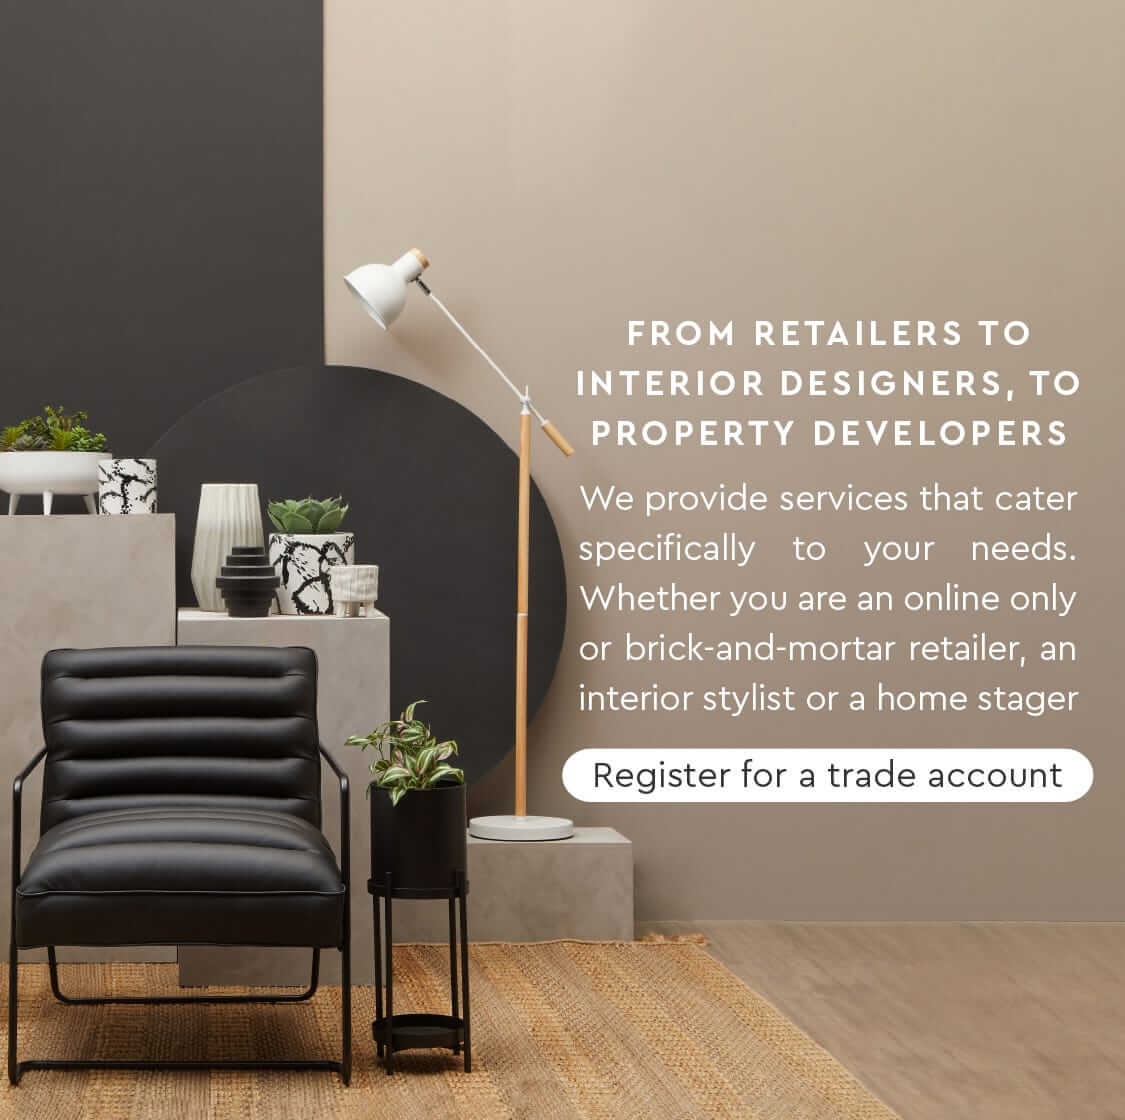 FROM RETAILERS TO
INTERIOR DESIGNERS, TO
PROPERTY DEVELOPERS
We provide services that cater
specifically to your needs.
Whether you are an online only
or brick-and-mortar retailer, an
interior stylist or a home stager
Register for a trade account